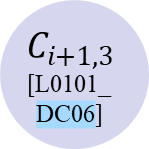 C_{i+1,3}
[L0101_
DC06]